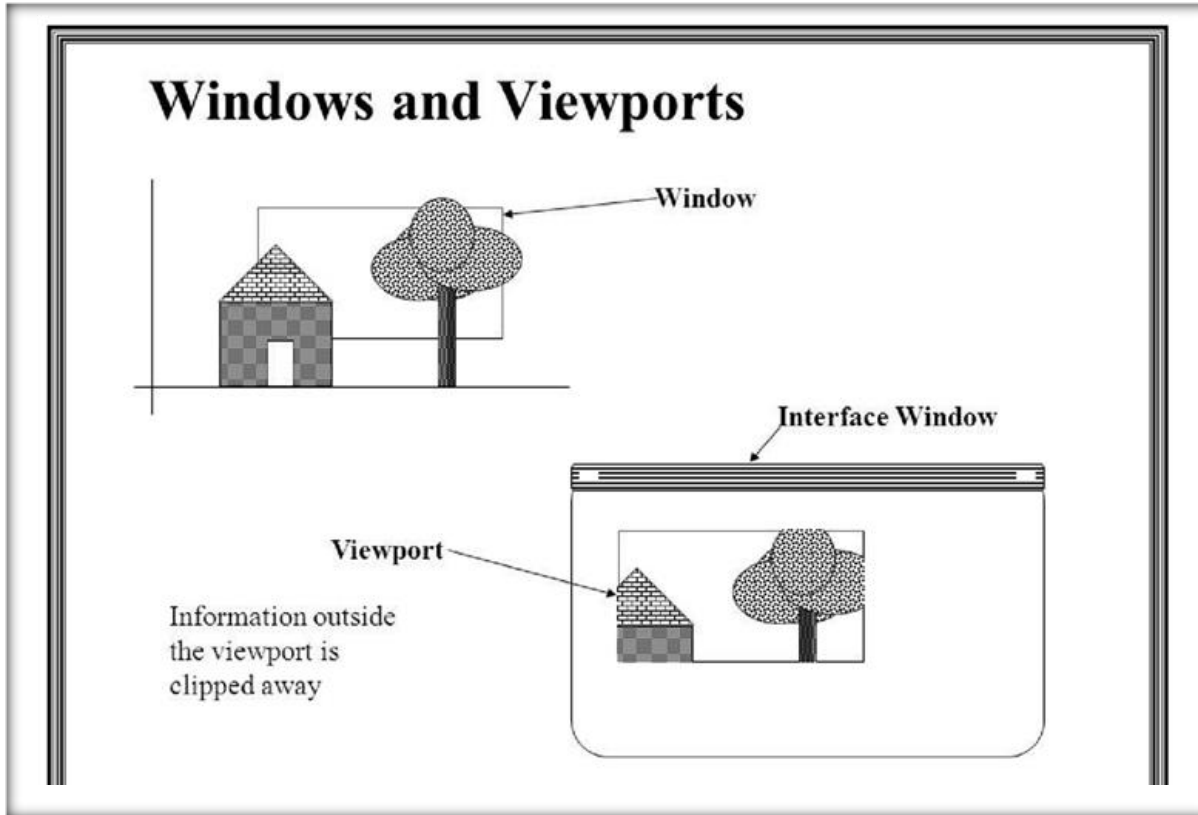 Windows and Viewports
Window
Interface Window
Viewport
Information outside
the viewport is
clipped away